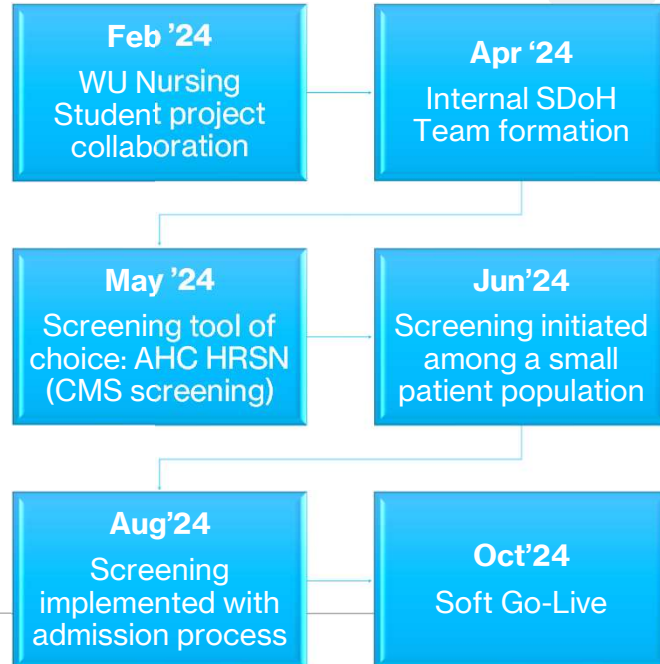 Feb ’24
WU Nursing
Student project
collaboration
Apr ‘24
Internal SDoH
Team formation
May ’24
Screening tool of
choice: AHC HRSN
(CMS screening)
Jun’24
Screening initiated
among a small
patient population
Aug’24
Screening
implemented with
admission process
Oct’24
Soft Go-Live